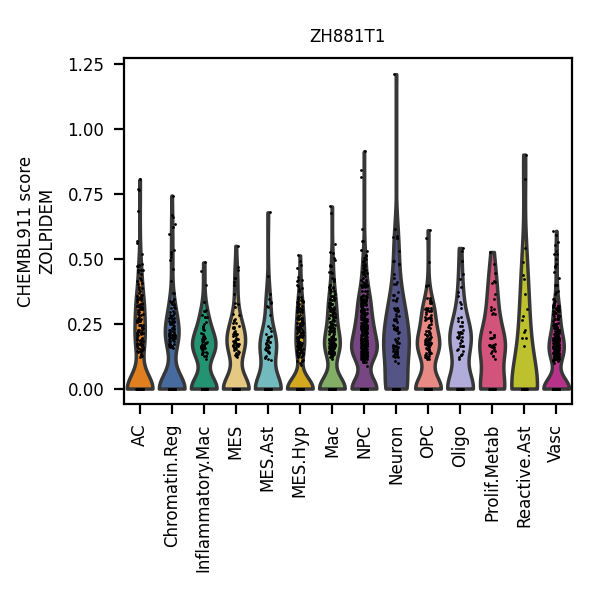 ZH881T1
CHEMBL911 score
ZOLPIDEM
1.25
1.00
0.75
0.50
0.25
0.00
AC
Chromatin.Reg
Inflammatory.Mac
MES
MES.Ast
MES.Hyp
Mac
NPC
Neuron
OPC
Oligo
Prolif.Metab
Reactive.Ast
Vasc